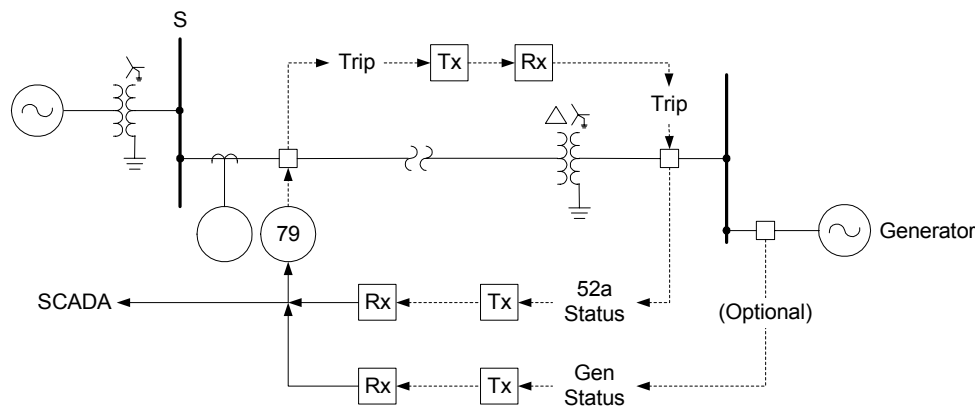 S
Trip
Tx
Rx
Trip
79
Generator
SCADA
Rx
Tx
52a
Status
(Optional)
Rx
Tx
Gen
Status